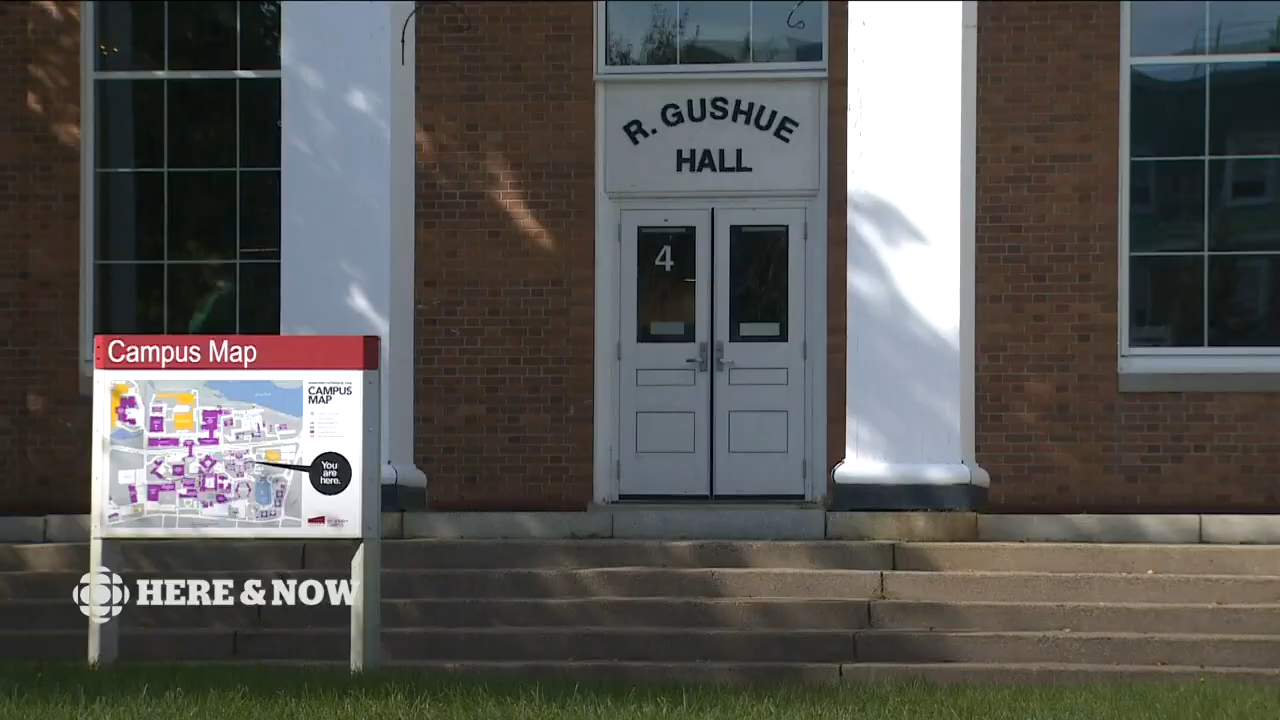 R. GUSHUE
HALL
4
Campus Map
CAMPUS
MAP
You
are
here.
HERE & NOW